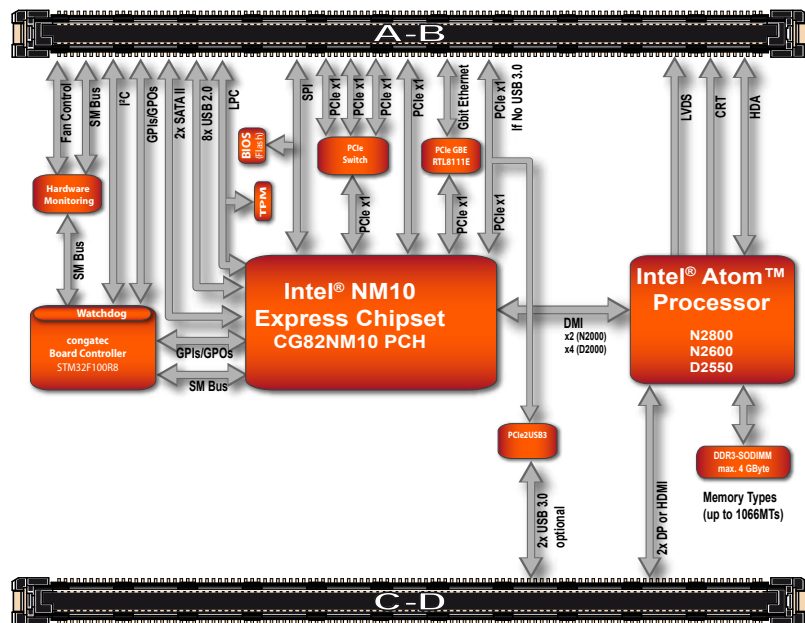 A-B
Fan Control
SM Bus
I²C
GPIs/GPOs
2x SATA II
8x USB 2.0
LPC
SPI
PCIe x1
PCIe x1
PCIe x1
PCIe x1
Gbit Ethernet
PCIe x1
If No USB 3.0
LVDS
CRT
HDA
BIOS
(Flash)
TPM
PCIe
Switch
PCIe GBE
RTL8111E
Hardware
Monitoring
PCIe x1
PCIe x1
PCIe x1
SM Bus
Intel® NM10
Express Chipset
CG82NM10 PCH
Intel® Atom™
Processor
N2800
N2600
D2550
Watchdog
congatec
Board Controller
STM32F100R8
GPIs/GPOs
SM Bus
DMI
x2 (N2000)
x4 (D2000)
PCIe2USB3
DDR3-SODIMM
max. 4 GByte
Memory Types
(up to 1066MTs)
2x USB 3.0
optional
2x DP or HDMI
C-D